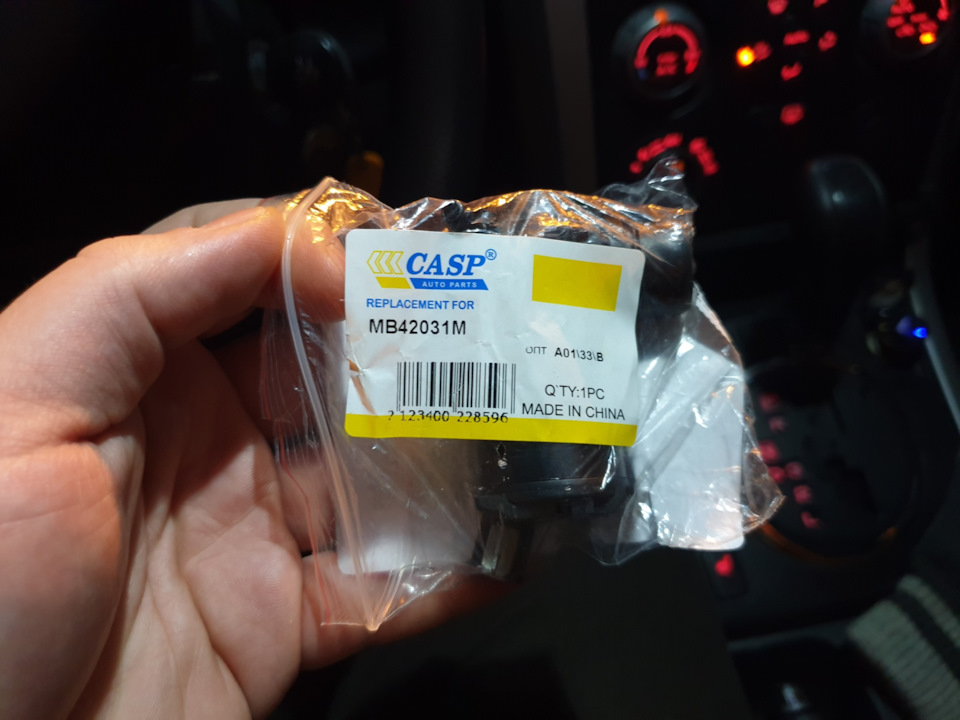 CASP®
AUTO PARTS
REPLACEMENT FOR
MB42031M
ОПТ A01\33\B
Q'TY:1PC
MADE IN CHINA
2 123400 228596